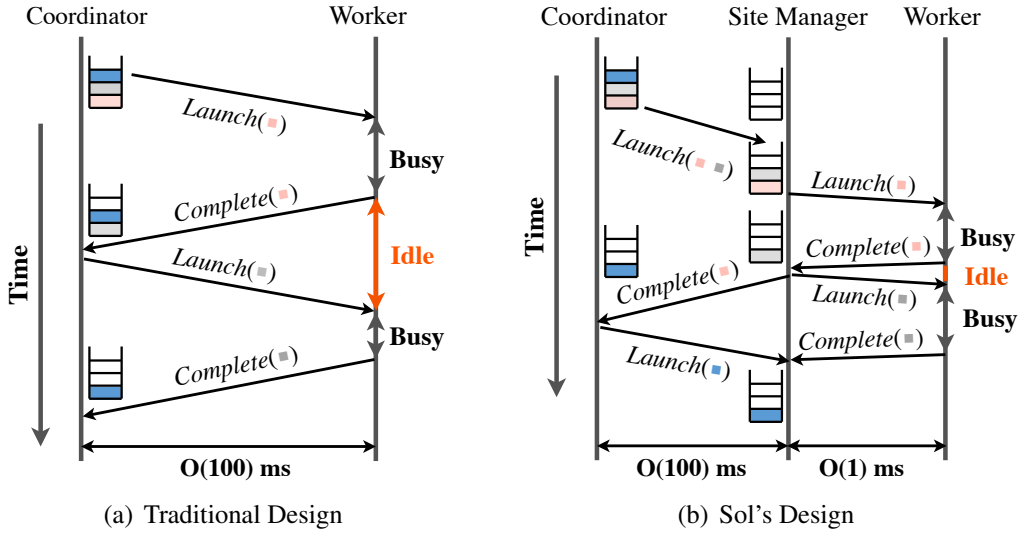 Coordinator
Worker
Launch(■)
Busy
Complete(■)
Idle
Launch(■)
Busy
Complete(■)
Time
O(100) ms
(a) Traditional Design
Coordinator
Site Manager
Worker
Launch(■ ■)
Launch(■)
Busy
Complete(■)
Idle
Complete(■)
Launch(■)
Busy
Complete(■)
Launch(■)
Time
O(100) ms
O(1) ms
(b) Sol's Design